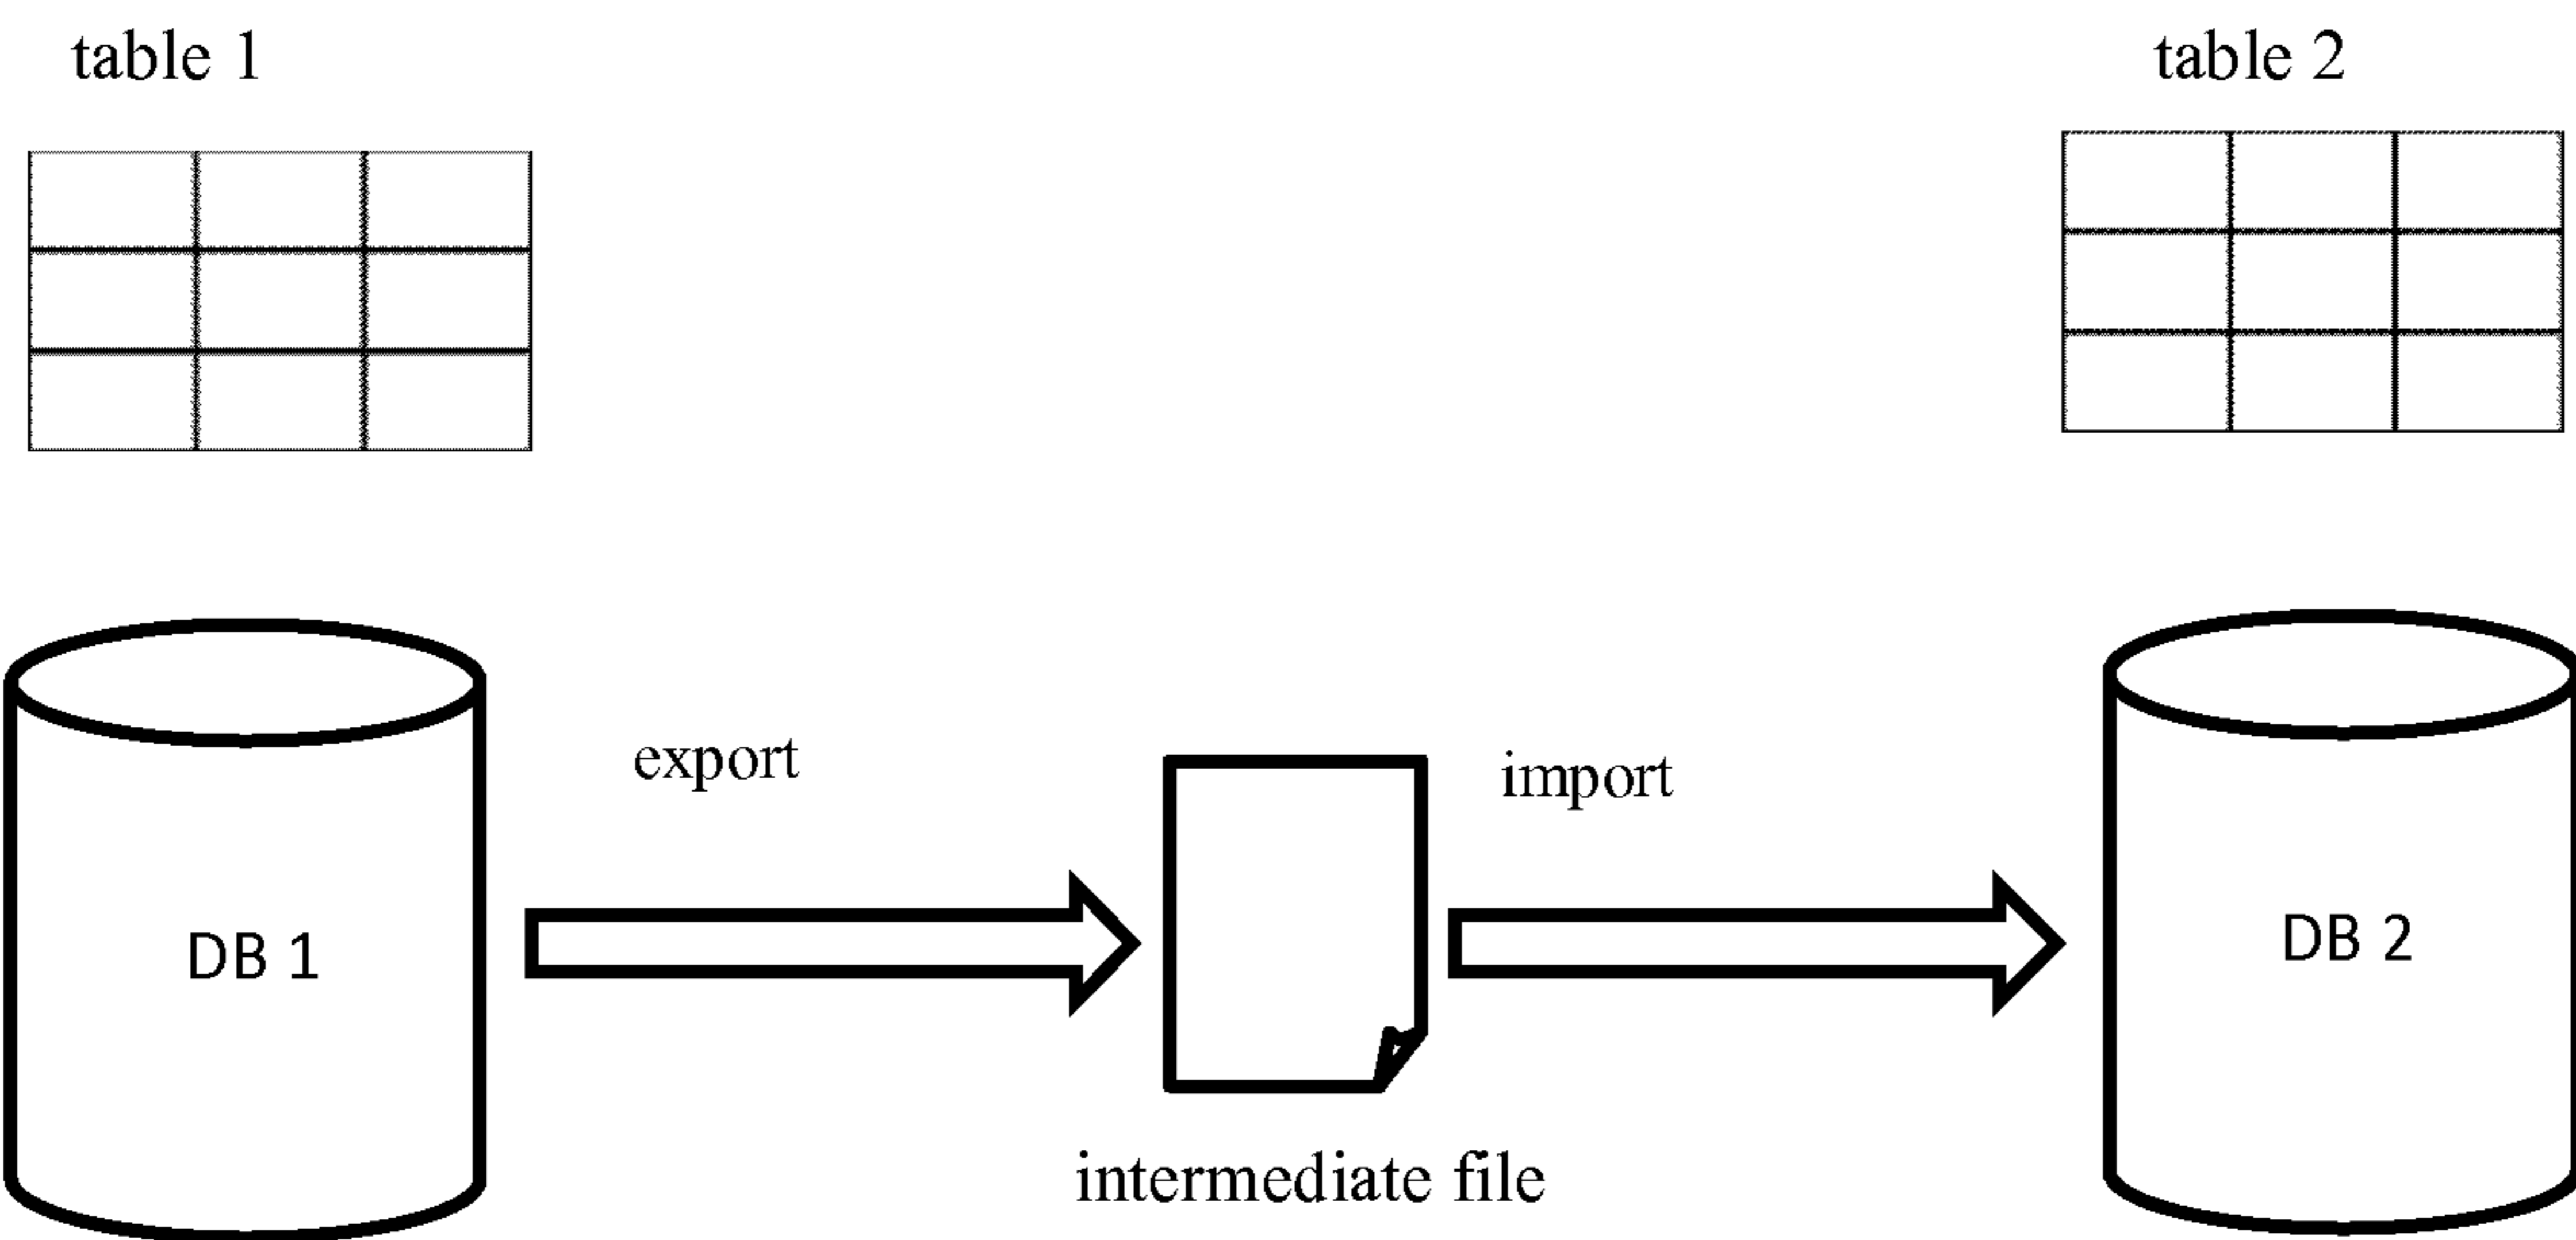 table 1
table 2
export
import
DB 1
DB 2
intermediate file